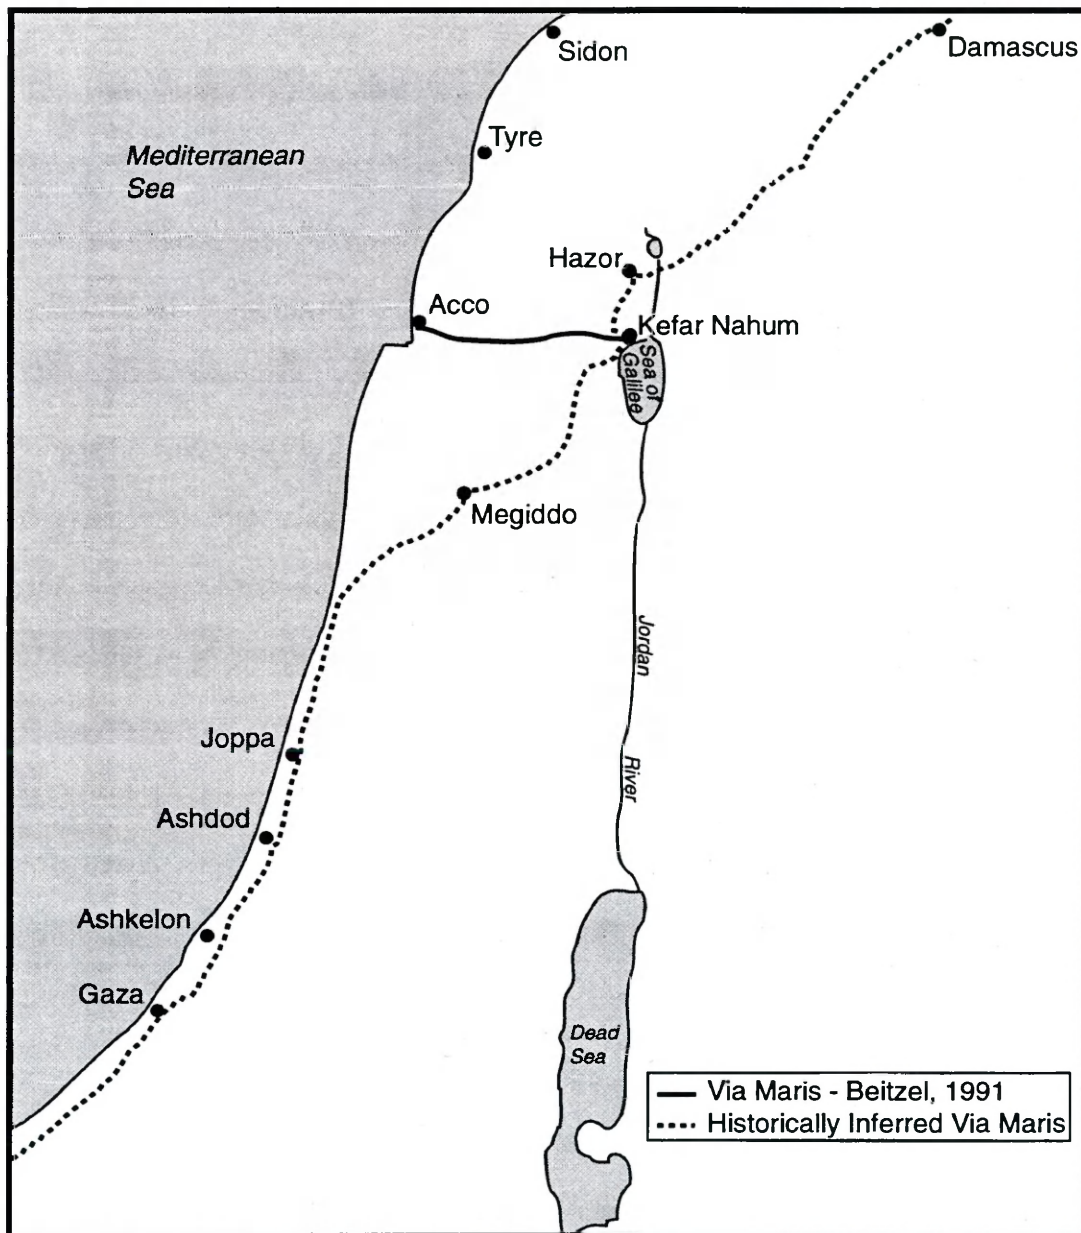 Sidon
Damascus
Tyre
Mediterranean
Sea
Hazor
Acco
Kefar Nahum
Sea of
Galilee
Megiddo
Jordan
River
Joppa
Ashdod
Ashkelon
Gaza
Dead
Sea
Via Maris - Beitzel, 1991
Historically Inferred Via Maris